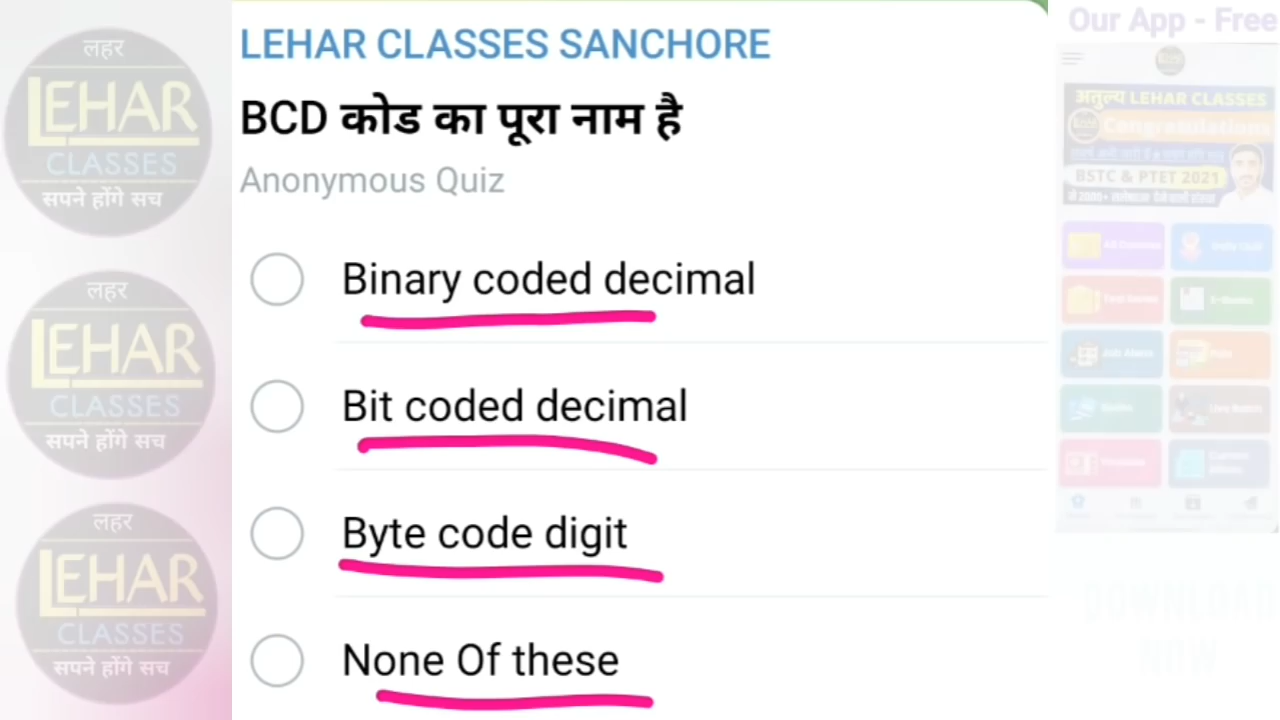 लहर
LEHAR
CLASSES
सपने होंगे सच
लहर
LEHAR
CLASSES
सपने होंगे सच
लहर
LEHAR
CLASSES
सपने होंगे सच
LEHAR CLASSES SANCHORE
BCD कोड का पूरा नाम है
Anonymous Quiz
Binary coded decimal
Bit coded decimal
Byte code digit
None Of these
Our App - Free
अतुल्य LEHAR CLASSES
Congratulations
BSTC & PTET 2021
DOWNLOAD
NOW